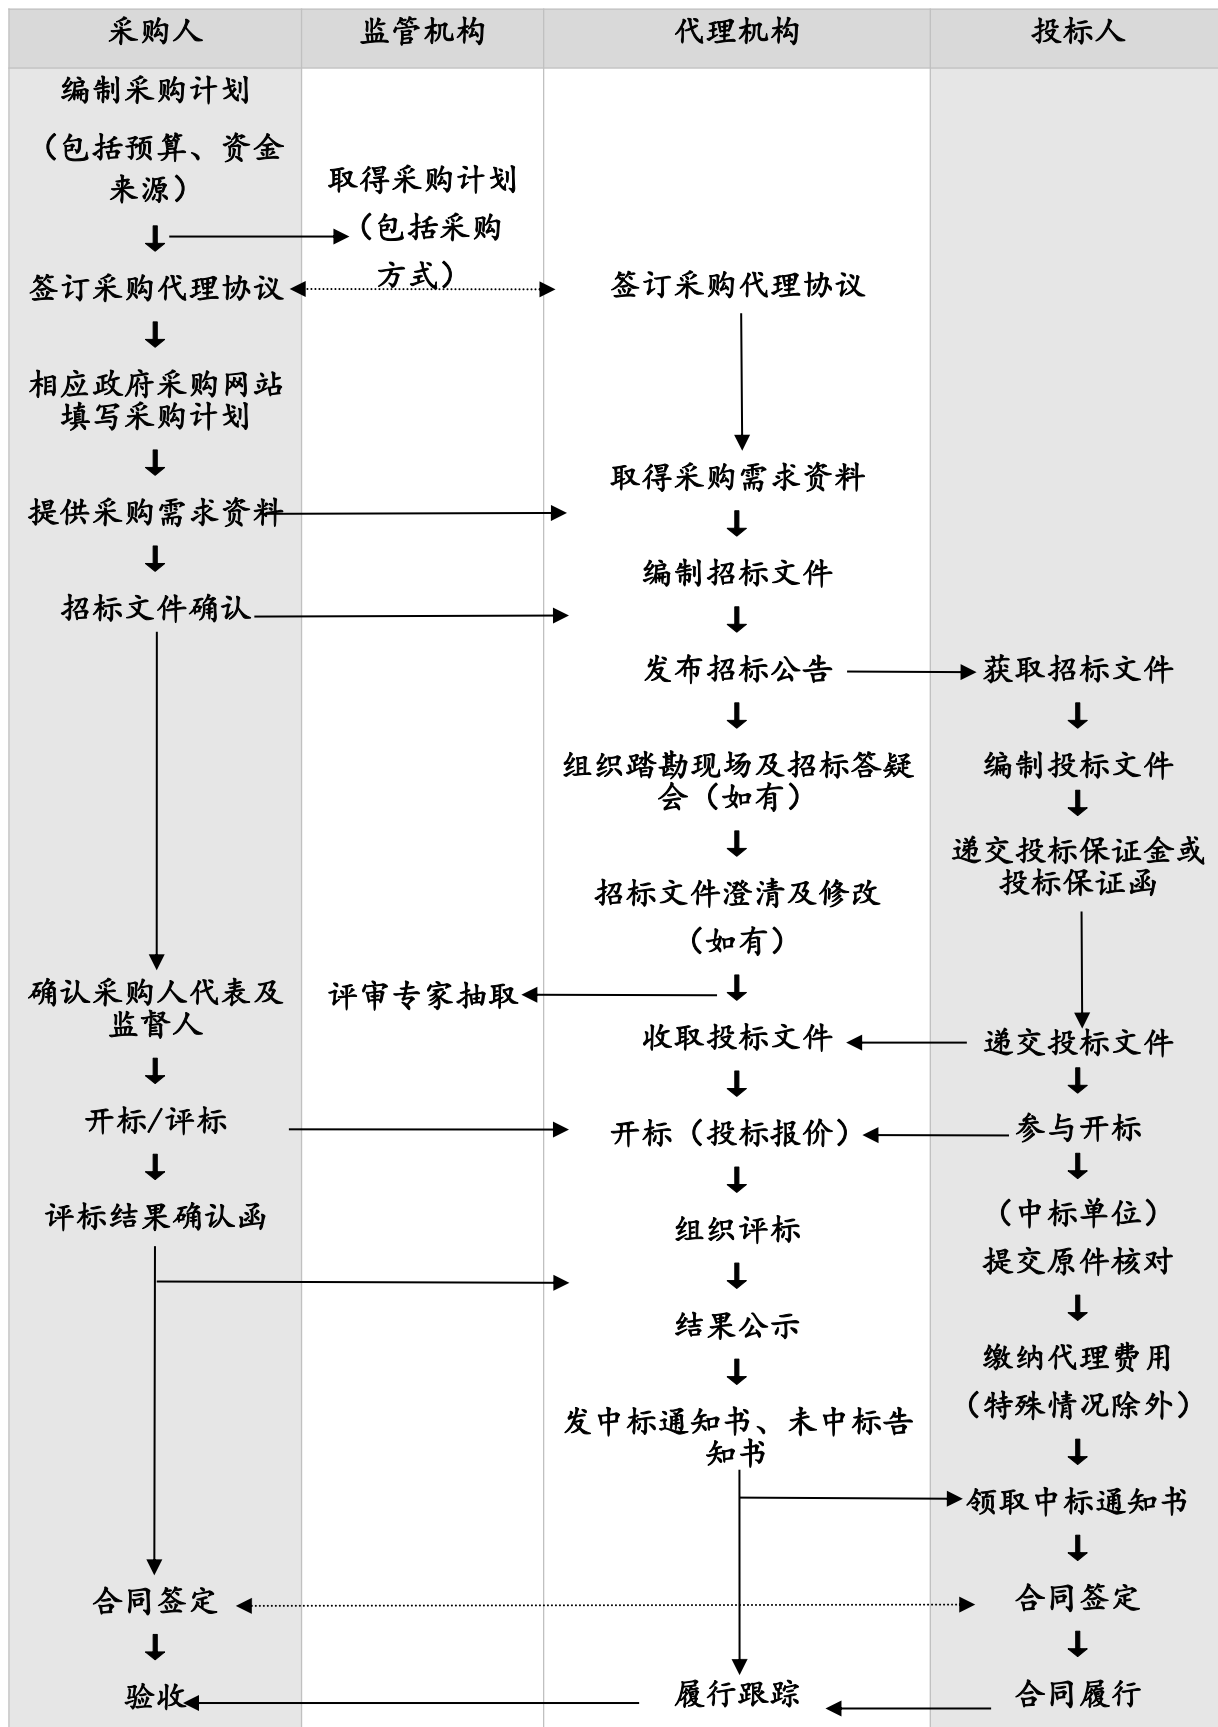 采购人
监管机构
代理机构
投标人
编制采购计划
（包括预算、资金
来源）
签订采购代理协议
相应政府采购网站
填写采购计划
提供采购需求资料
招标文件确认
确认采购人代表及
监督人
开标/评标
评标结果确认函
合同签定
验收
取得采购计划
（包括采购
方式）
评审专家抽取
签订采购代理协议
取得采购需求资料
编制招标文件
发布招标公告
组织踏勘现场及招标答疑
会（如有）
招标文件澄清及修改
（如有）
收取投标文件
开标（投标报价）
组织评标
结果公示
发中标通知书、未中标告
知书
履行跟踪
获取招标文件
编制投标文件
递交投标保证金或
投标保证函
递交投标文件
参与开标
（中标单位）
提交原件核对
缴纳代理费用
（特殊情况除外）
领取中标通知书
合同签定
合同履行